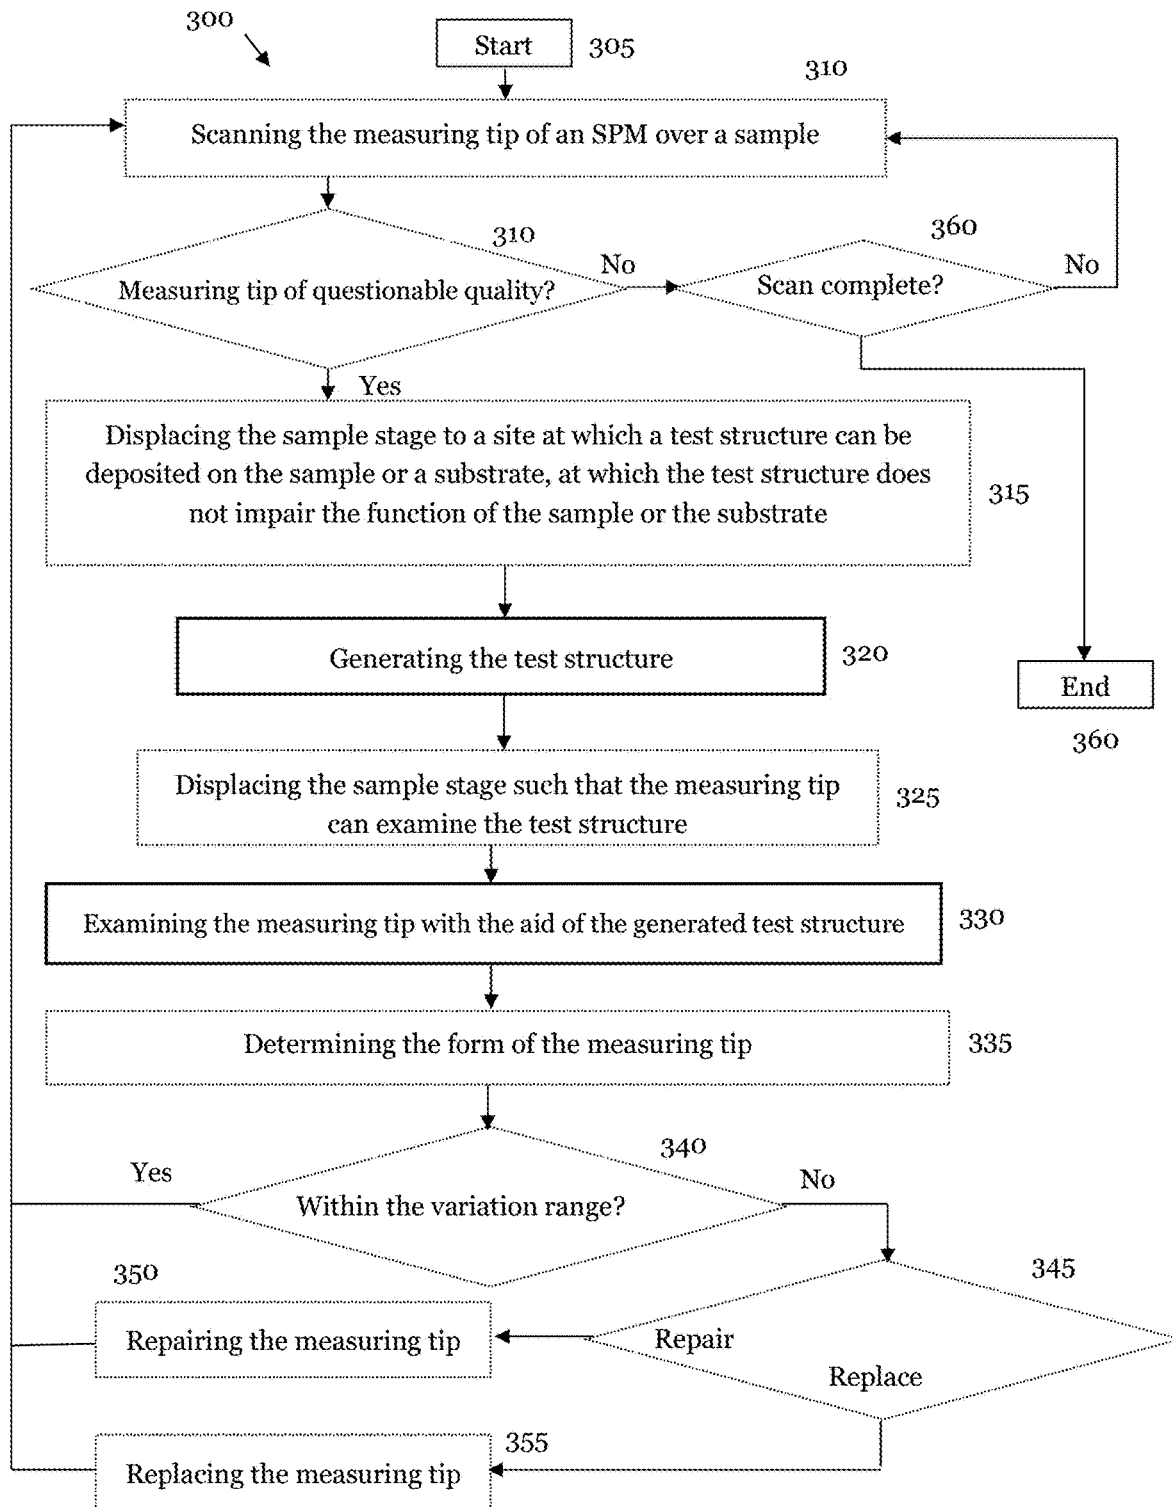 300
Start
305
310
Scanning the measuring tip of an SPM over a sample
310
360
No
No
Measuring tip of questionable quality?
Scan complete?
Yes
Displacing the sample stage to a site at which a test structure can be
deposited on the sample or a substrate, at which the test structure does
not impair the function of the sample or the substrate
315
Generating the test structure
320
End
360
Displacing the sample stage such that the measuring tip
can examine the test structure
325
Examining the measuring tip with the aid of the generated test structure
330
Determining the form of the measuring tip
335
340
Yes
No
Within the variation range?
345
350
Repairing the measuring tip
Repair
Replace
355
Replacing the measuring tip